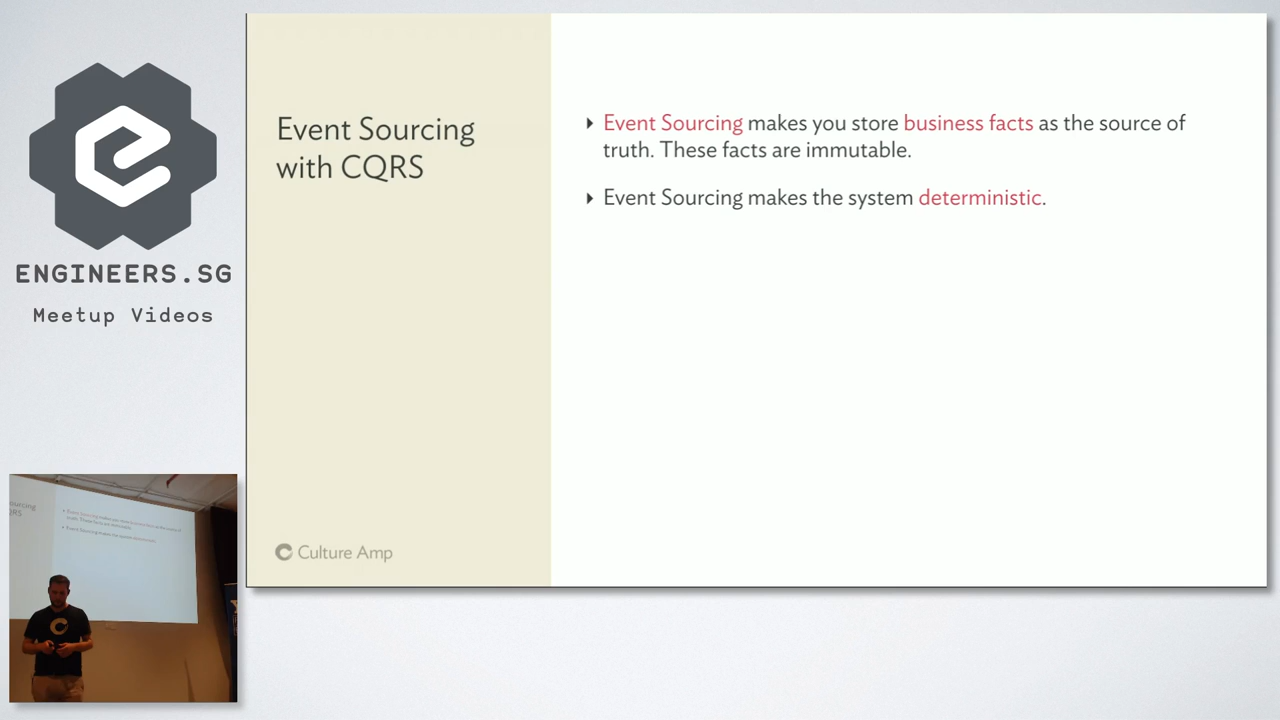 ENGINEERS.SG
Meetup Videos
Event Sourcing
with CQRS
Event Sourcing makes you store business facts as the source of
truth. These facts are immutable.
Event Sourcing makes the system deterministic.
Culture Amp